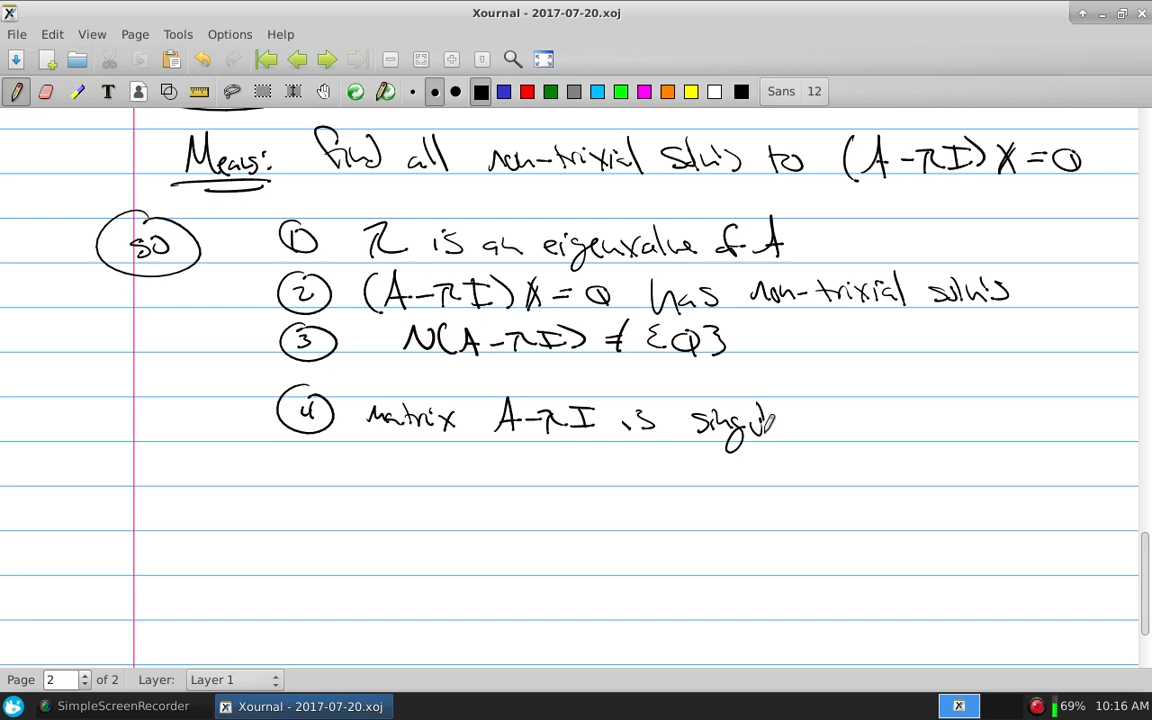 Xournal - 2017-07-20.xoj
File Edit View Page Tools Options Help
Sans 12
Means: find all non-trivial sol'ns to (A-λI)x=0
so ① λ is an eigenvalue of A
② (A-λI)x=0 has non-trivial sol'ns
③ N(A-λI) ≠ {0}
④ matrix A-λI is singul
Page 2 of 2 Layer: Layer 1
SimpleScreenRecorder Xournal - 2017-07-20.xoj 69% 10:16 AM